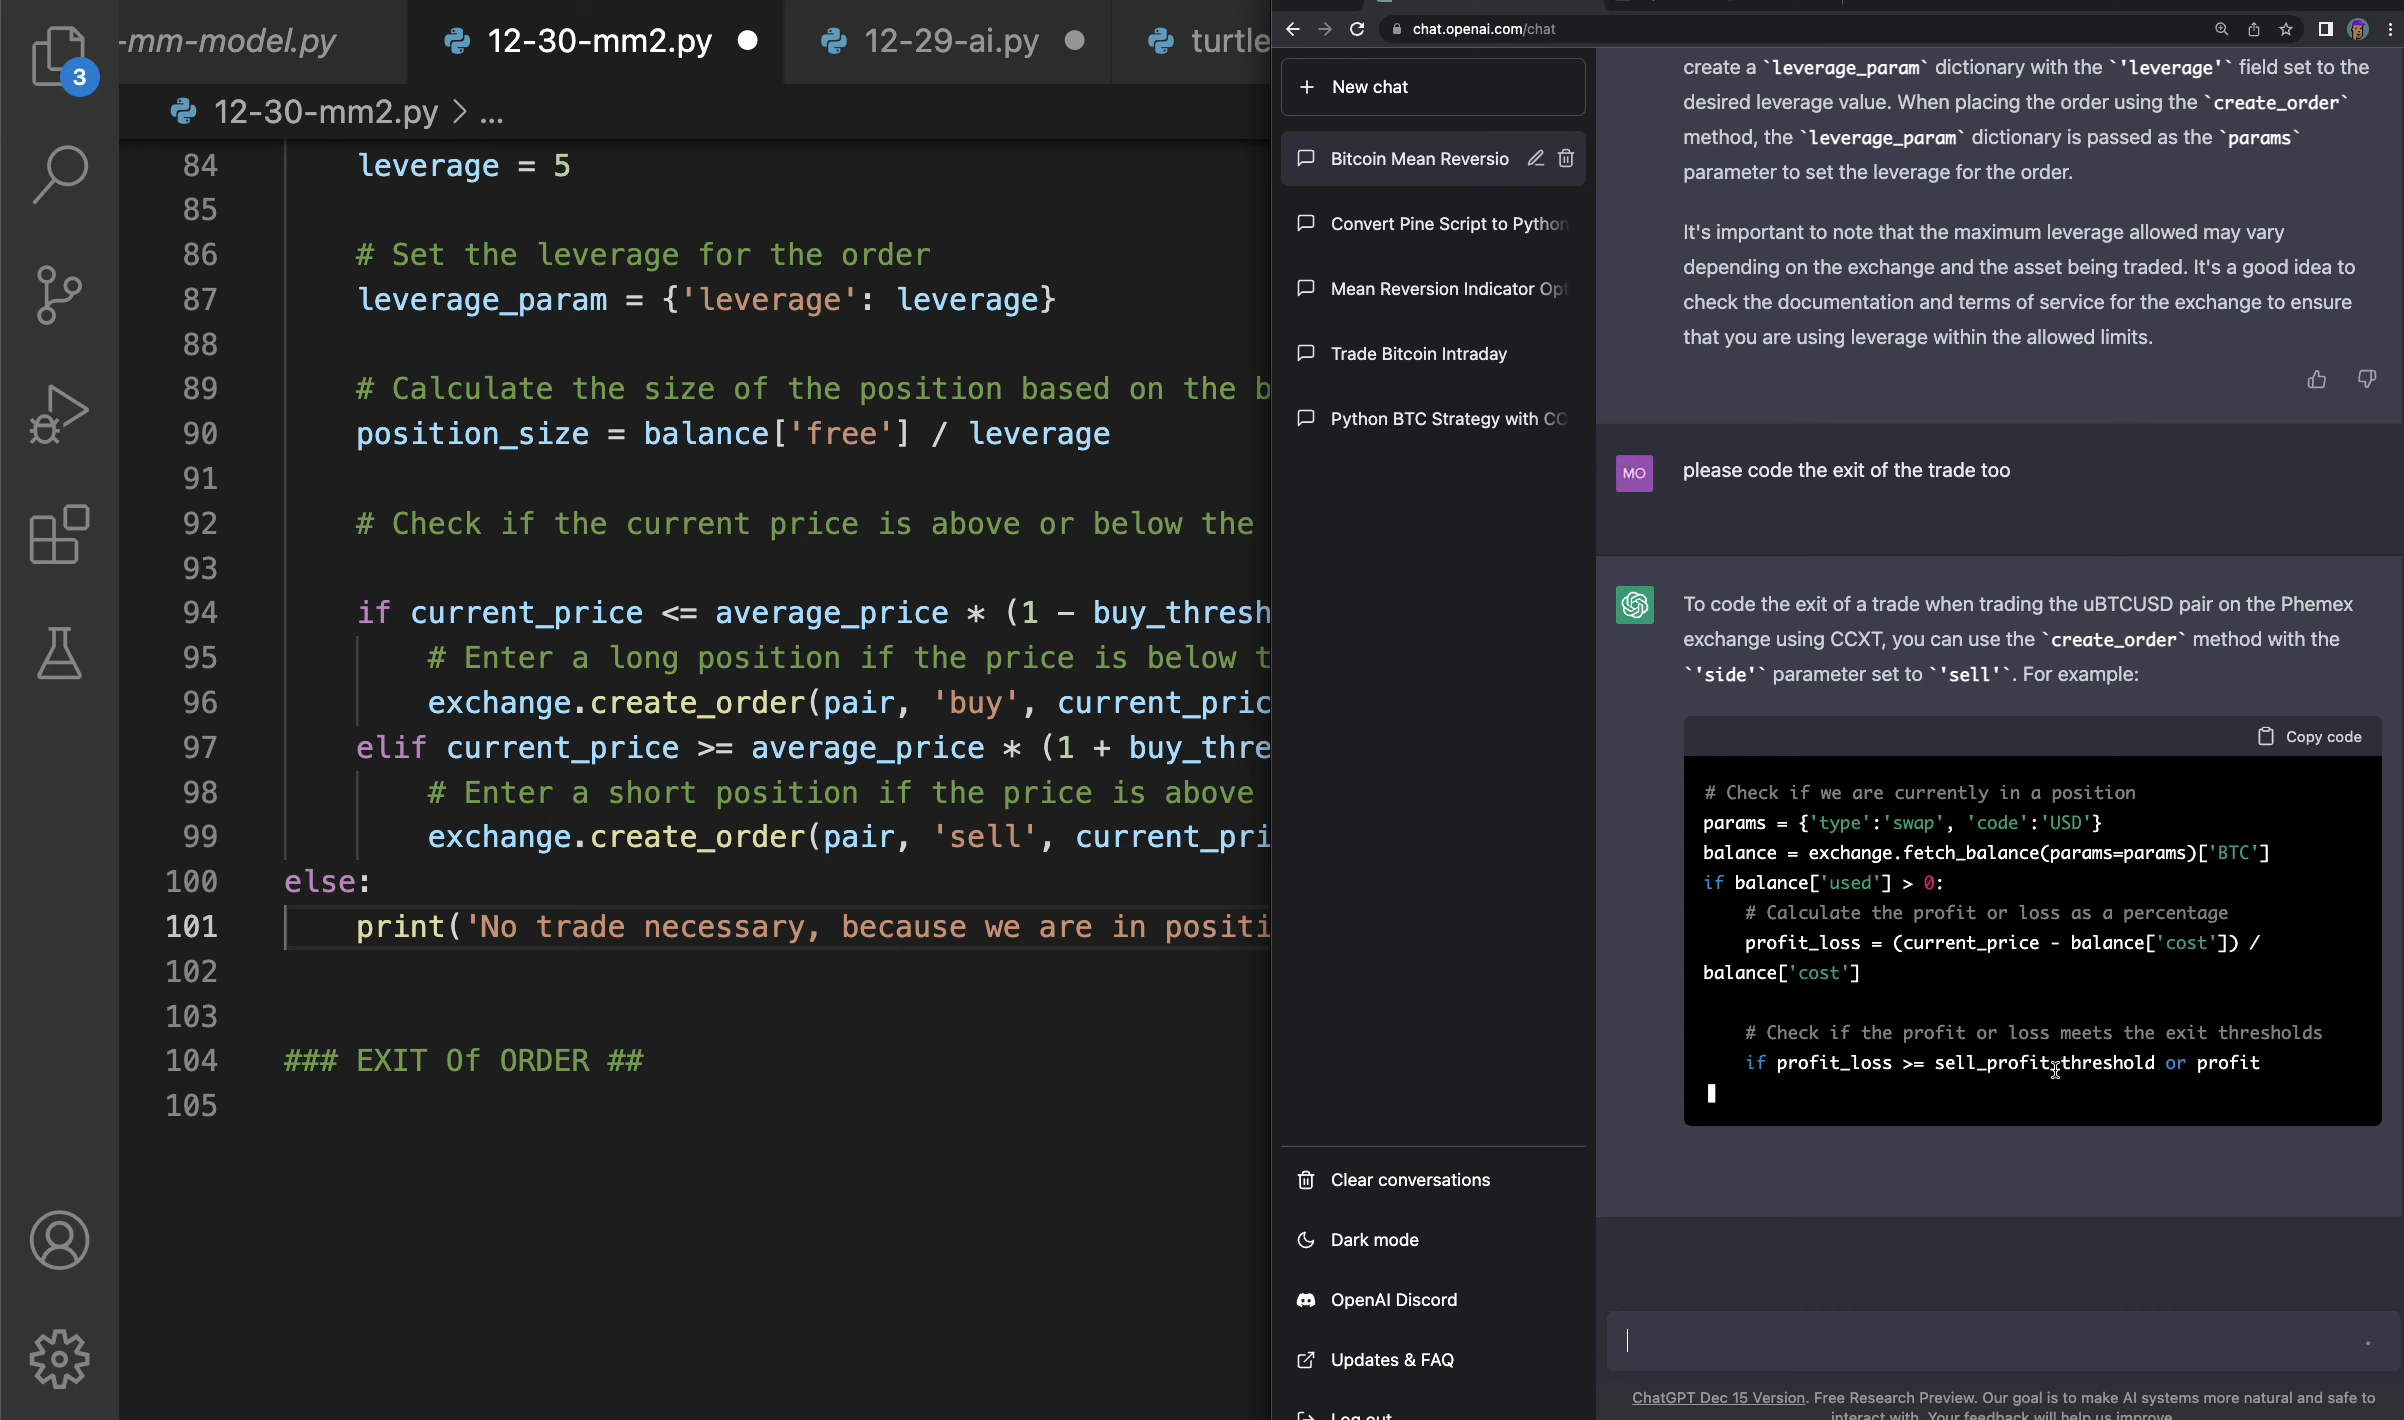 -mm-model.py
12-30-mm2.py
12-29-ai.py
turtle
3
12-30-mm2.py > ...
84 leverage = 5
85
86 # Set the leverage for the order
87 leverage_param = {'leverage': leverage}
88
89 # Calculate the size of the position based on the b
90 position_size = balance['free'] / leverage
91
92 # Check if the current price is above or below the
93
94 if current_price <= average_price * (1 - buy_thresh
95 # Enter a long position if the price is below t
96 exchange.create_order(pair, 'buy', current_pric
97 elif current_price >= average_price * (1 + buy_thre
98 # Enter a short position if the price is above
99 exchange.create_order(pair, 'sell', current_pri
100 else:
101 print('No trade necessary, because we are in positi
102
103
104 ### EXIT Of ORDER ##
105
chat.openai.com/chat
New chat
Bitcoin Mean Reversio
Convert Pine Script to Python
Mean Reversion Indicator Opt
Trade Bitcoin Intraday
Python BTC Strategy with CC
Clear conversations
Dark mode
OpenAI Discord
Updates & FAQ
Log out
create a `leverage_param` dictionary with the `'leverage'` field set to the
desired leverage value. When placing the order using the `create_order`
method, the `leverage_param` dictionary is passed as the `params`
parameter to set the leverage for the order.
It's important to note that the maximum leverage allowed may vary
depending on the exchange and the asset being traded. It's a good idea to
check the documentation and terms of service for the exchange to ensure
that you are using leverage within the allowed limits.
MO
please code the exit of the trade too
To code the exit of a trade when trading the uBTCUSD pair on the Phemex
exchange using CCXT, you can use the `create_order` method with the
`'side'` parameter set to `'sell'`. For example:
Copy code
# Check if we are currently in a position
params = {'type':'swap', 'code':'USD'}
balance = exchange.fetch_balance(params=params)['BTC']
if balance['used'] > 0:
# Calculate the profit or loss as a percentage
profit_loss = (current_price - balance['cost']) /
balance['cost']
# Check if the profit or loss meets the exit thresholds
if profit_loss >= sell_profit_threshold or profit
ChatGPT Dec 15 Version. Free Research Preview. Our goal is to make AI systems more natural and safe to
interact with. Your feedback will help us improve.